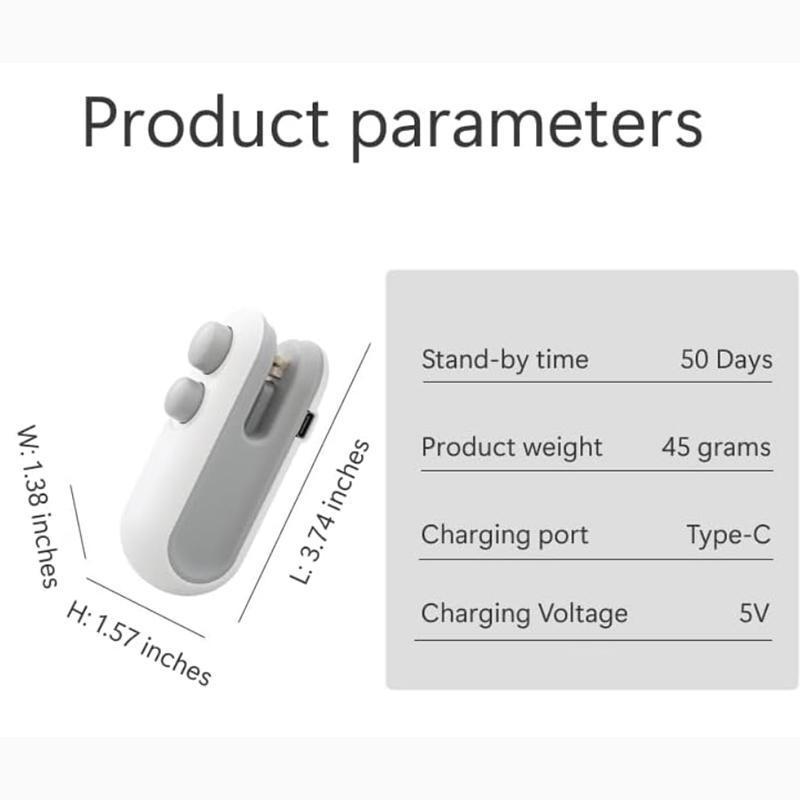 Product parameters
Stand-by time 50 Days
Product weight 45 grams
Charging port Type-C
Charging Voltage 5V
W: 1.38 inches
H: 1.57 inches
L: 3.74 inches